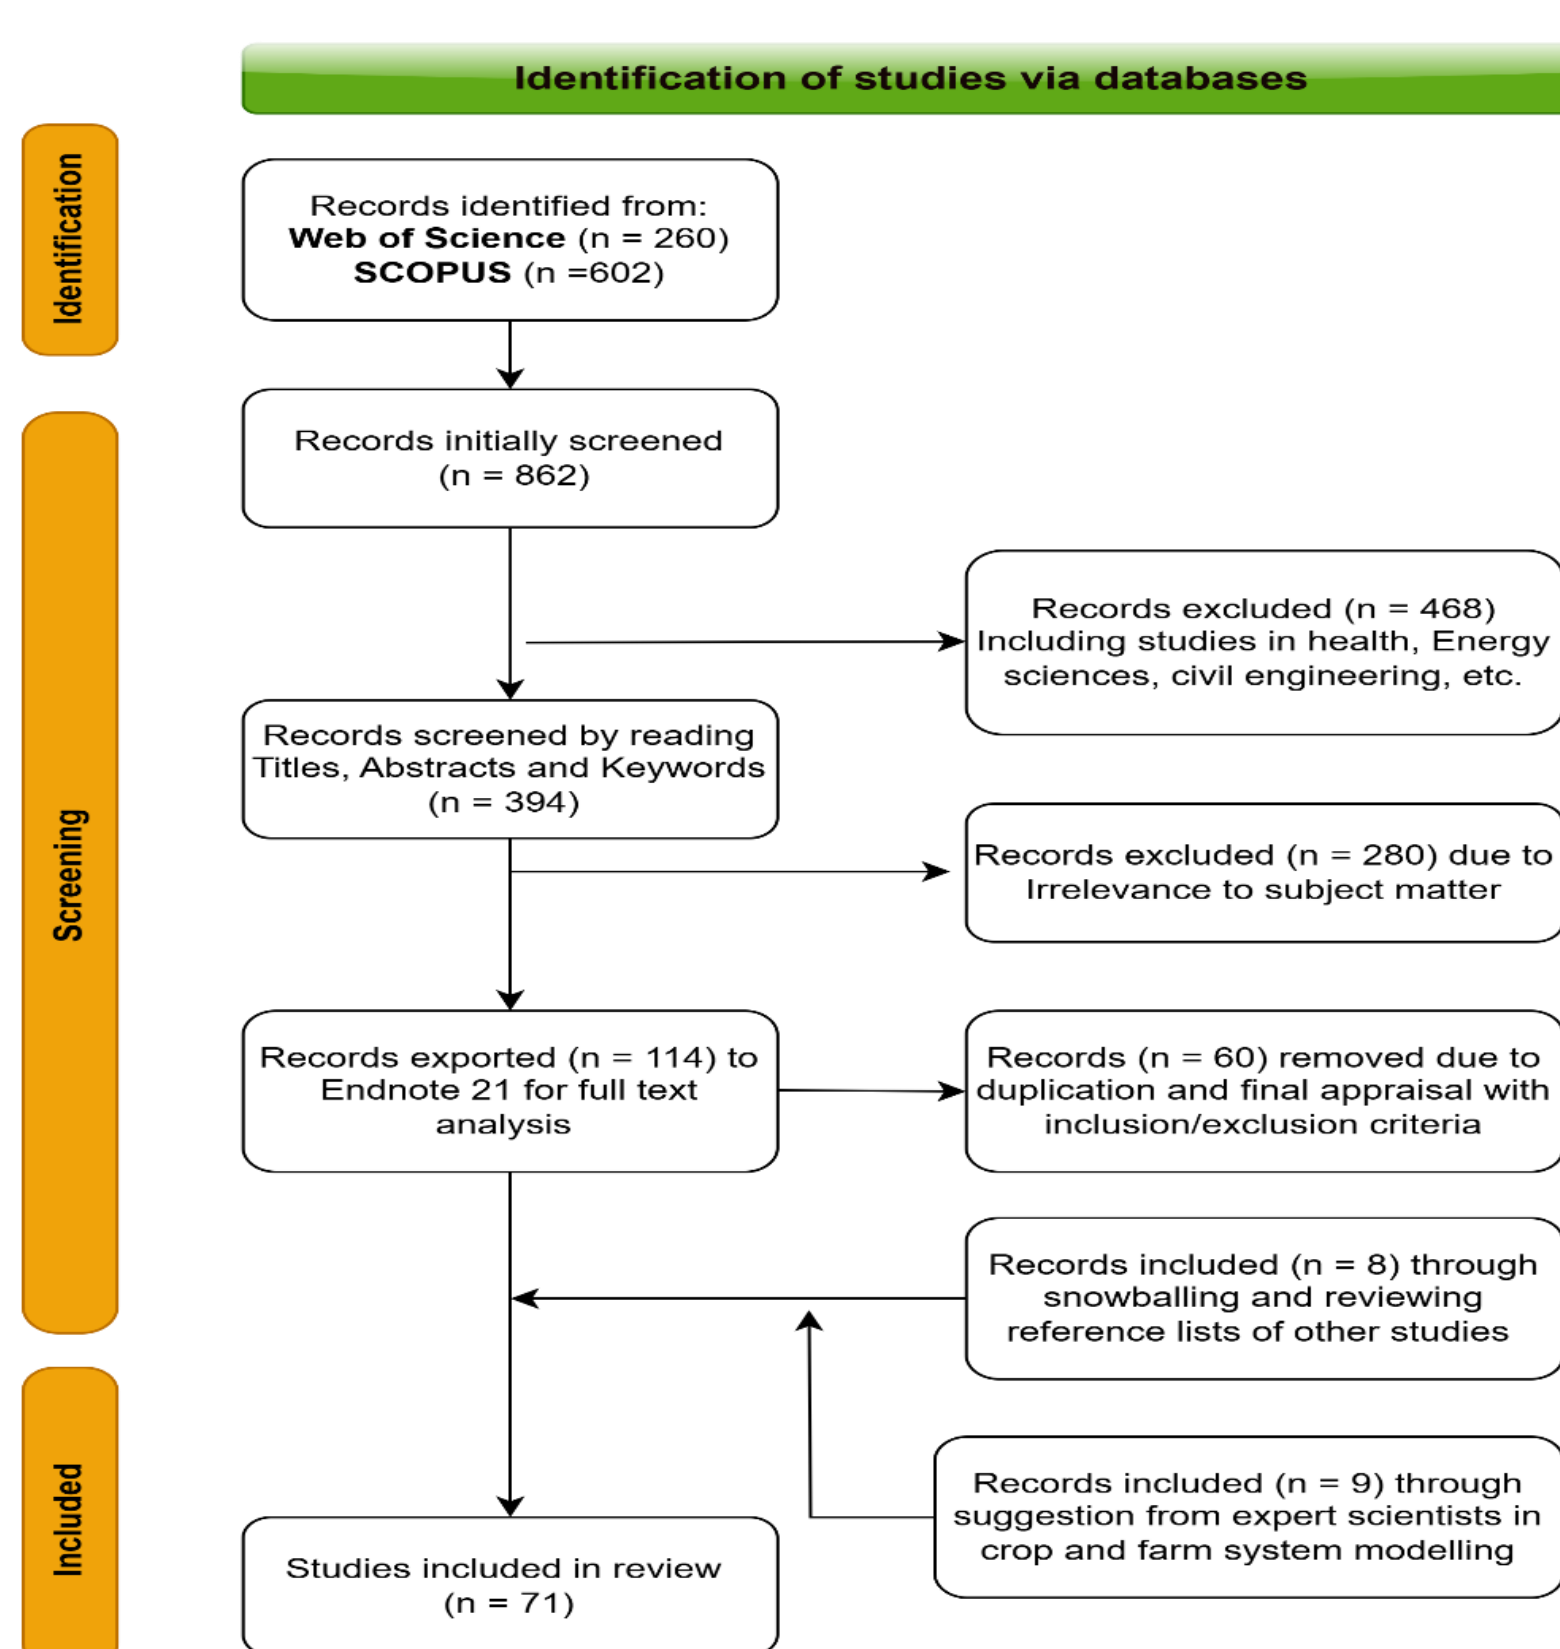 Identification of studies via databases
Identification
Records identified from:
Web of Science (n = 260)
SCOPUS (n =602)
Screening
Records initially screened
(n = 862)
Records excluded (n = 468)
Including studies in health, Energy
sciences, civil engineering, etc.
Records screened by reading
Titles, Abstracts and Keywords
(n = 394)
Records excluded (n = 280) due to
Irrelevance to subject matter
Records exported (n = 114) to
Endnote 21 for full text
analysis
Records (n = 60) removed due to
duplication and final appraisal with
inclusion/exclusion criteria
Records included (n = 8) through
snowballing and reviewing
reference lists of other studies
Included
Records included (n = 9) through
suggestion from expert scientists in
crop and farm system modelling
Studies included in review
(n = 71)